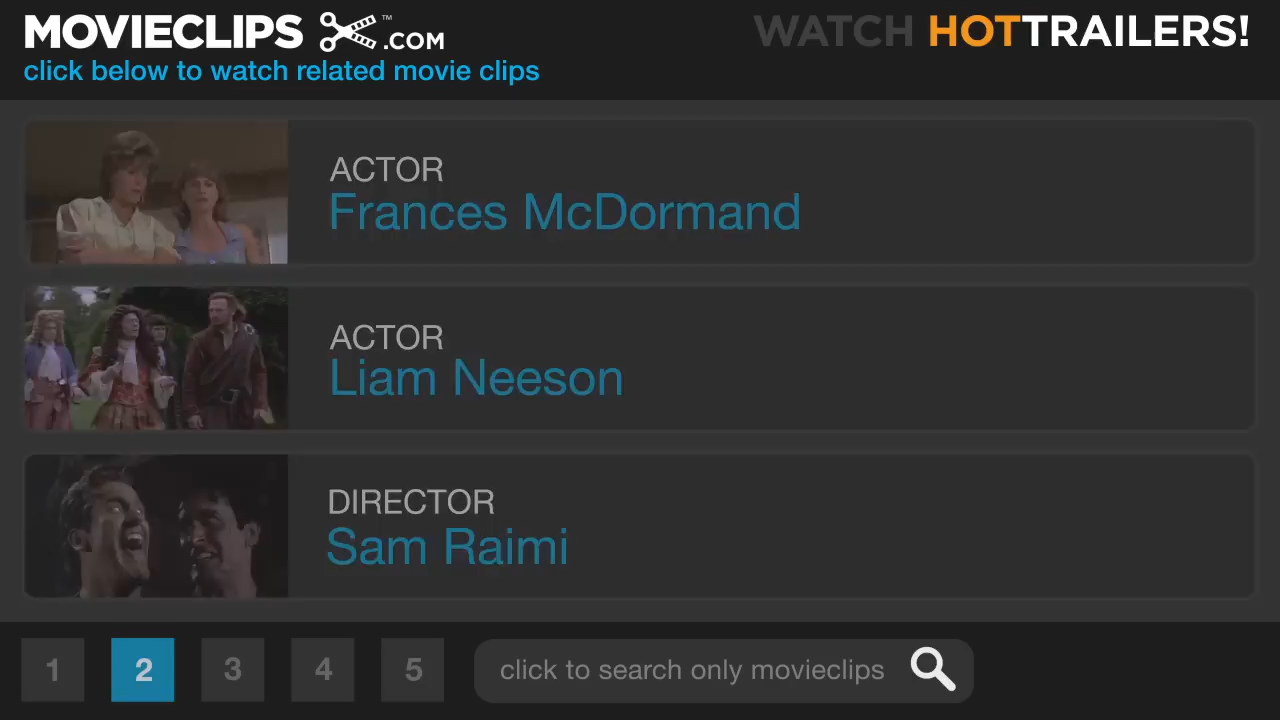 MOVIECLIPS ™ .COM
WATCH HOTTRAILERS!
click below to watch related movie clips
ACTOR
Frances McDormand
ACTOR
Liam Neeson
DIRECTOR
Sam Raimi
1 2 3 4 5
click to search only movieclips